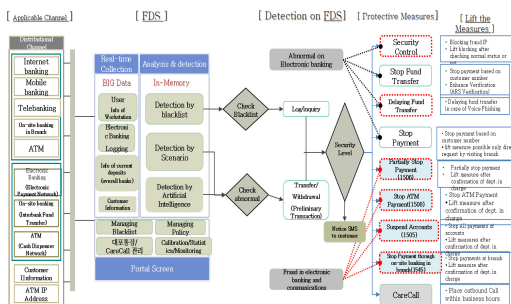 [ Applicable Channel ]
[ FDS ]
[ Detection on FDS]
[ Protective Measures]
[ Lift the
Measures ]
Distributional
Channel
Internet
banking
Mobile
banking
Telebanking
On-site banking
in Branch
ATM
Electronic
Banking
(Electronic
Payment Network)
On-site banking
(Interbank Fund
Transfer)
ATM
(Cash Dispenser
Network)
Customer
Information
ATM IP
Address
Real-time
Collection
Analysis & detection
BIG Data
In-Memory
User
Info of
Workstation
Electroni
c Banking
Logging
Info of current
deposits
(overall banks)
Customer
Information
Detection by
blacklist
Detection by
Scenario
Detection by
Artificial
Intelligence
Managing
Blacklist
Managing
Policy
대포통장/
CareCall 관리
Calibration/Statist
ics/Monitoring
Portal Screen
Abnormal on
Electronic banking
Check
Blacklist
Log/inquiry
Security
Level
Check
abnormal
Transfer/
Withdrawal
(Preliminary
Transaction)
Notice SMS
to customer
Fraud in electronic
banking and
communications
Security
Control
Stop Fund
Transfer
Delaying Fund
Transfer
Stop
Payment
Partially Stop
Payment
Stop ATM
Payment(1506)
Suspend Accounts
(1505)
Stop Payment through
on-site banking in
branch(1545)
CareCall
• Blocking fraud IP
• Lift blocking after
checking normal status or
• Stop payment based on
customer number
• Enhance Verification
(ARS Verification)
• Delaying fund transfer
in case of Voice Phishing
• Stop payment based on
customer number
• lift measure possible only dire
request by visiting branch
• Partially stop payment
• Lift measure after
confirmation of dept. in
charge
• Stop ATM Payment
• Lift measure after
confirmation of dept. in
charge
• Stop all payments of
accounts
• Lift measures after
confirmation of dept. in
charge
• Stop payments at branch
• Lift measure after
confirmation of dept. in
charge
• Place outbound Call
within business hours